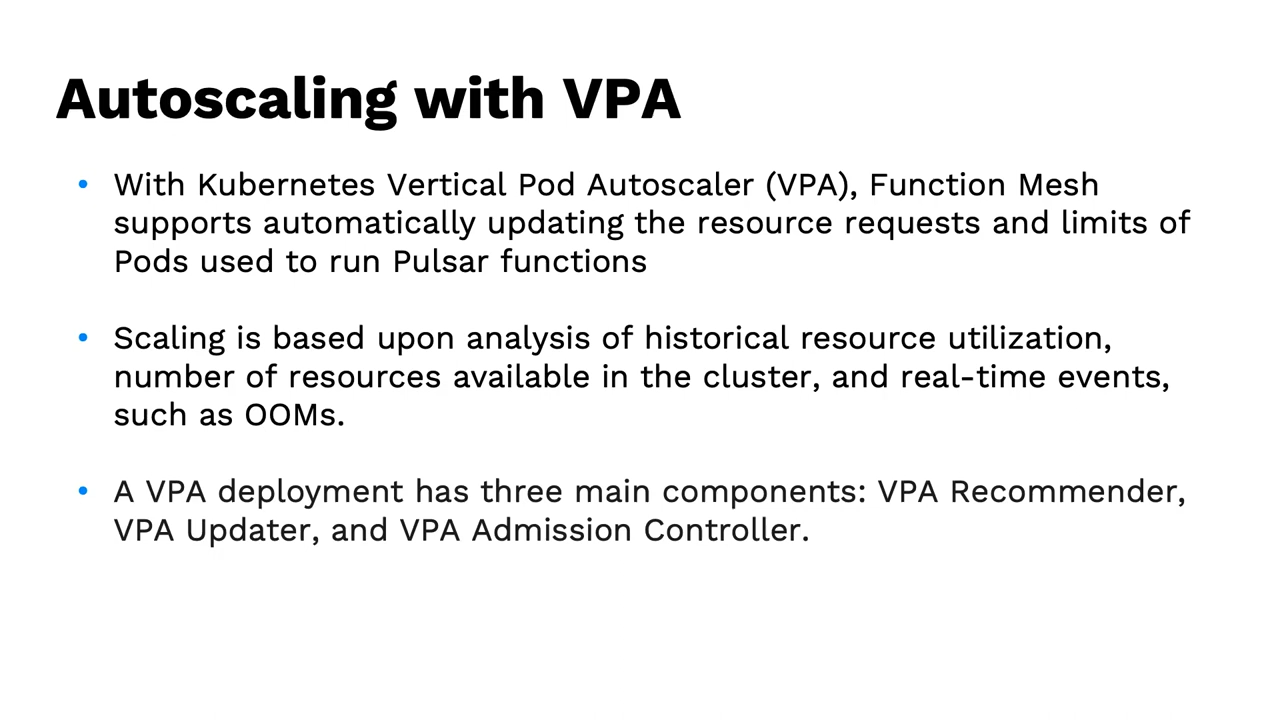 Autoscaling with VPA
• With Kubernetes Vertical Pod Autoscaler (VPA), Function Mesh
supports automatically updating the resource requests and limits of
Pods used to run Pulsar functions
• Scaling is based upon analysis of historical resource utilization,
number of resources available in the cluster, and real-time events,
such as OOMs.
• A VPA deployment has three main components: VPA Recommender,
VPA Updater, and VPA Admission Controller.